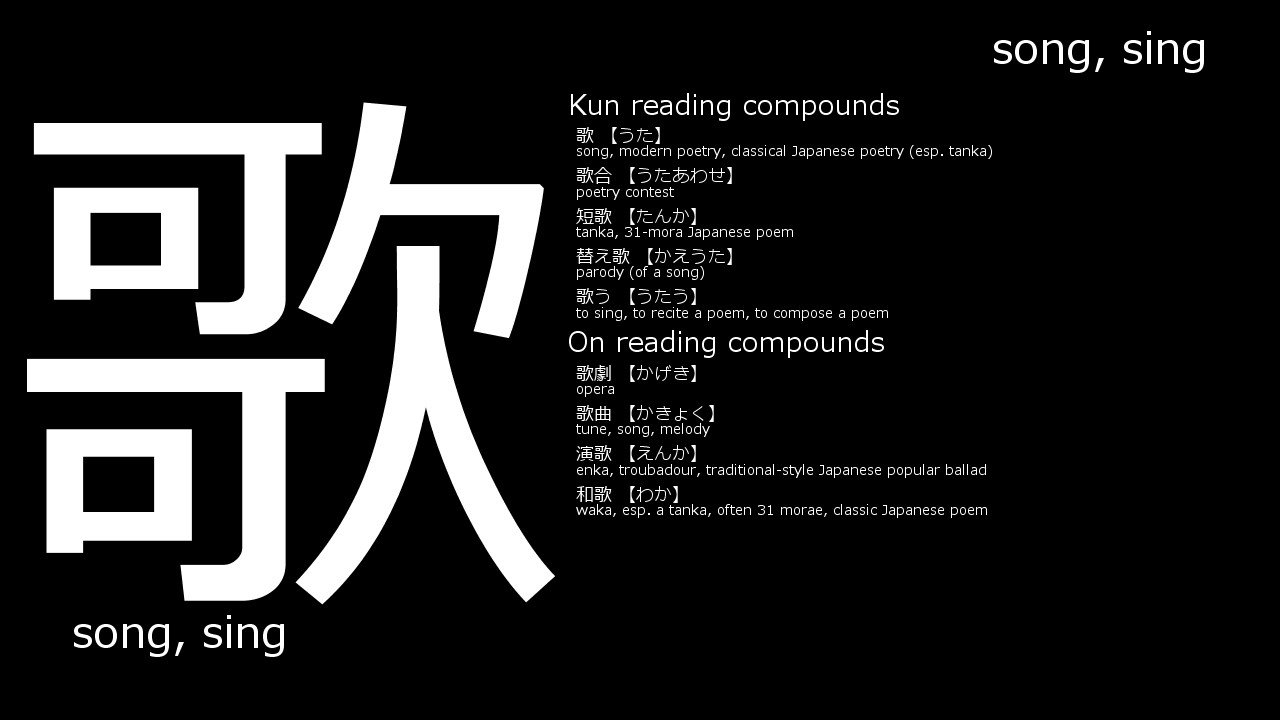 song, sing
歌
song, sing
Kun reading compounds
歌 【うた】
song, modern poetry, classical Japanese poetry (esp. tanka)
歌合 【うたあわせ】
poetry contest
短歌 【たんか】
tanka, 31-mora Japanese poem
替え歌 【かえうた】
parody (of a song)
歌う 【うたう】
to sing, to recite a poem, to compose a poem
On reading compounds
歌劇 【かげき】
opera
歌曲 【かきょく】
tune, song, melody
演歌 【えんか】
enka, troubadour, traditional-style Japanese popular ballad
和歌 【わか】
waka, esp. a tanka, often 31 morae, classic Japanese poem